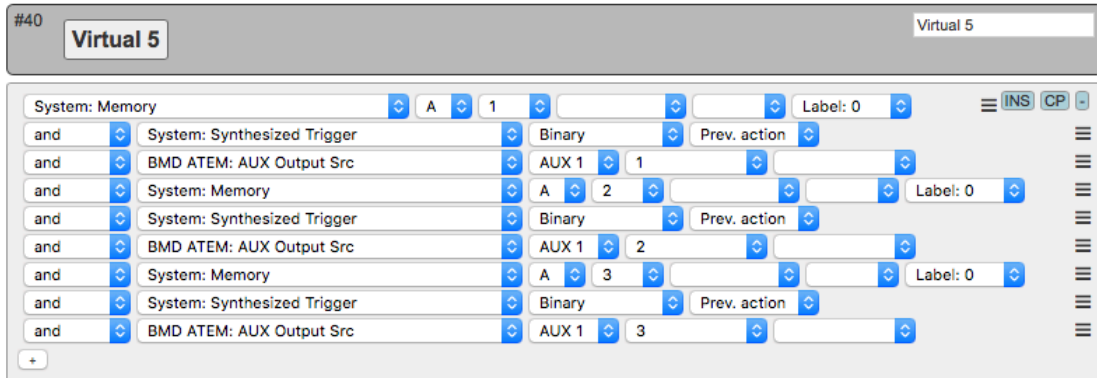 #40
Virtual 5 Virtual 5
System: Memory A 1 Label: 0 INS CP -
and System: Synthesized Trigger Binary Prev. action
and BMD ATEM: AUX Output Src AUX 1 1
and System: Memory A 2 Label: 0
and System: Synthesized Trigger Binary Prev. action
and BMD ATEM: AUX Output Src AUX 1 2
and System: Memory A 3 Label: 0
and System: Synthesized Trigger Binary Prev. action
and BMD ATEM: AUX Output Src AUX 1 3
+